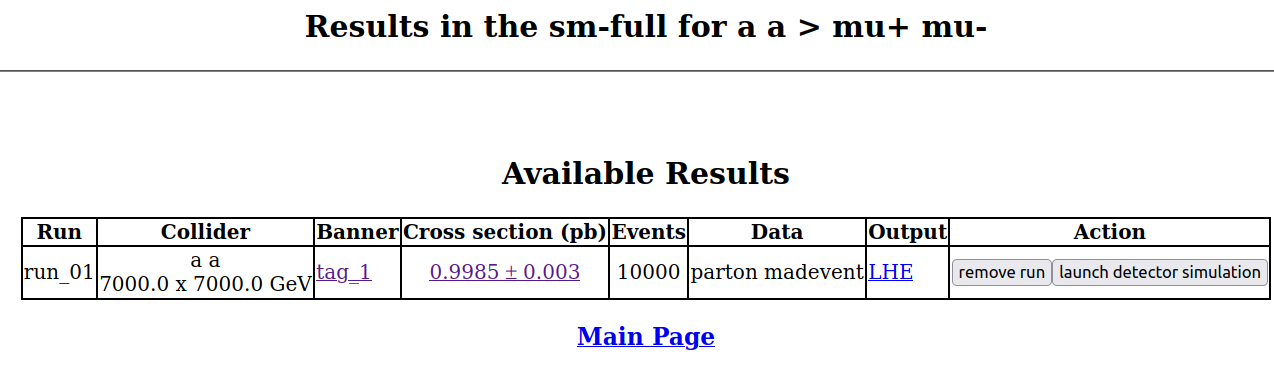 Results in the sm-full for a a > mu+ mu-
Available Results
Run Collider Banner Cross section (pb) Events Data Output Action
run_01 a a 7000.0 x 7000.0 GeV tag_1 0.9985 ± 0.003 10000 parton madevent LHE remove run launch detector simulation
Main Page